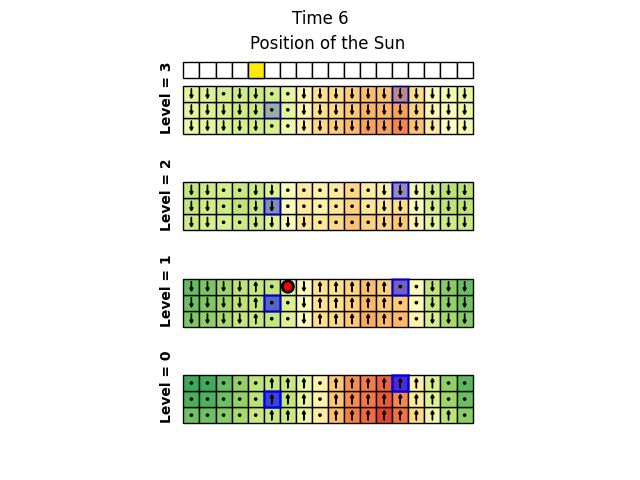 Time 6
Position of the Sun
Level = 3
Level = 2
Level = 1
Level = 0